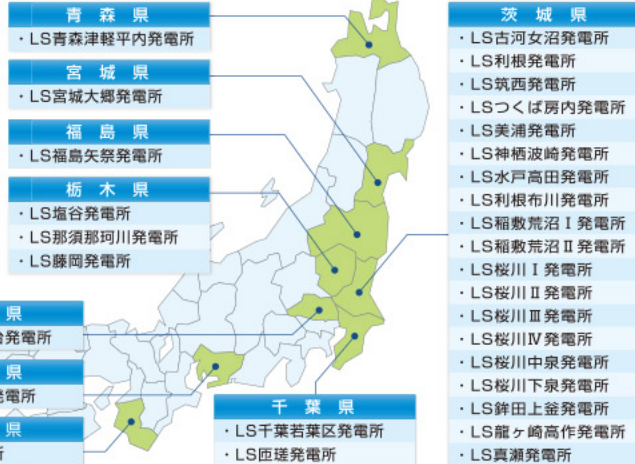 青森県
・LS青森津軽平内発電所
宮城県
・LS宮城大郷発電所
福島県
・LS福島矢祭発電所
栃木県
・LS塩谷発電所
・LS那須那珂川発電所
・LS藤岡発電所
県
発電所
県
発電所
県
所
千葉県
・LS千葉若葉区発電所
・LS匝瑳発電所
茨城県
・LS古河女沼発電所
・LS利根発電所
・LS筑西発電所
・LSつくば房内発電所
・LS美浦発電所
・LS神栖波崎発電所
・LS水戸高田発電所
・LS利根布川発電所
・LS稲敷荒沼Ⅰ発電所
・LS稲敷荒沼Ⅱ発電所
・LS桜川Ⅰ発電所
・LS桜川Ⅱ発電所
・LS桜川Ⅲ発電所
・LS桜川Ⅳ発電所
・LS桜川中泉発電所
・LS桜川下泉発電所
・LS鉾田上釜発電所
・LS龍ヶ崎高作発電所
・LS真瀬発電所